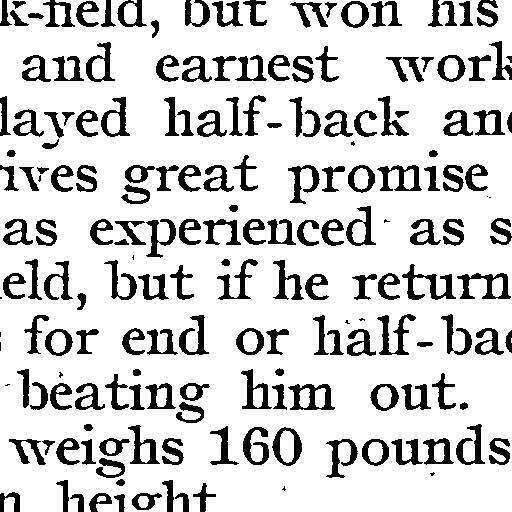 k-field, but won his
and earnest work
layed half-back and
ives great promise
as experienced as s
eld, but if he return
for end or half-bac
beating him out.
weighs 160 pounds
n height